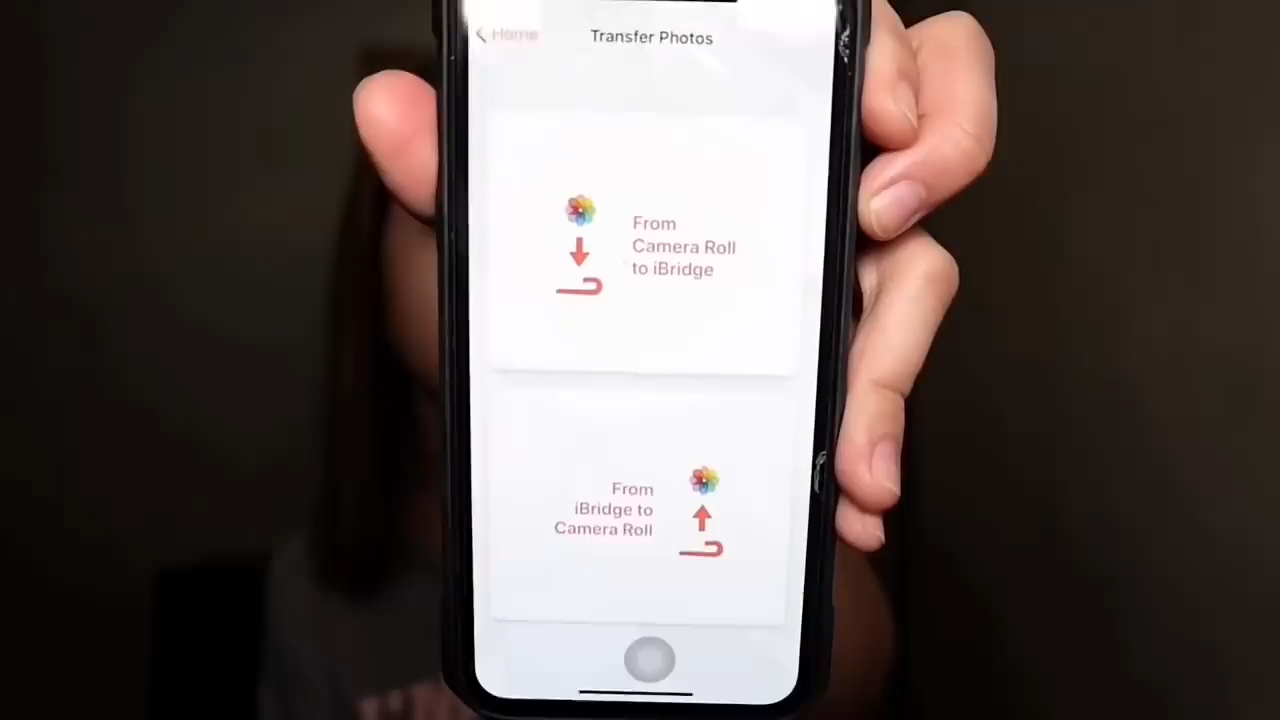 Home
Transfer Photos
From
Camera Roll
to iBridge
From
iBridge to
Camera Roll